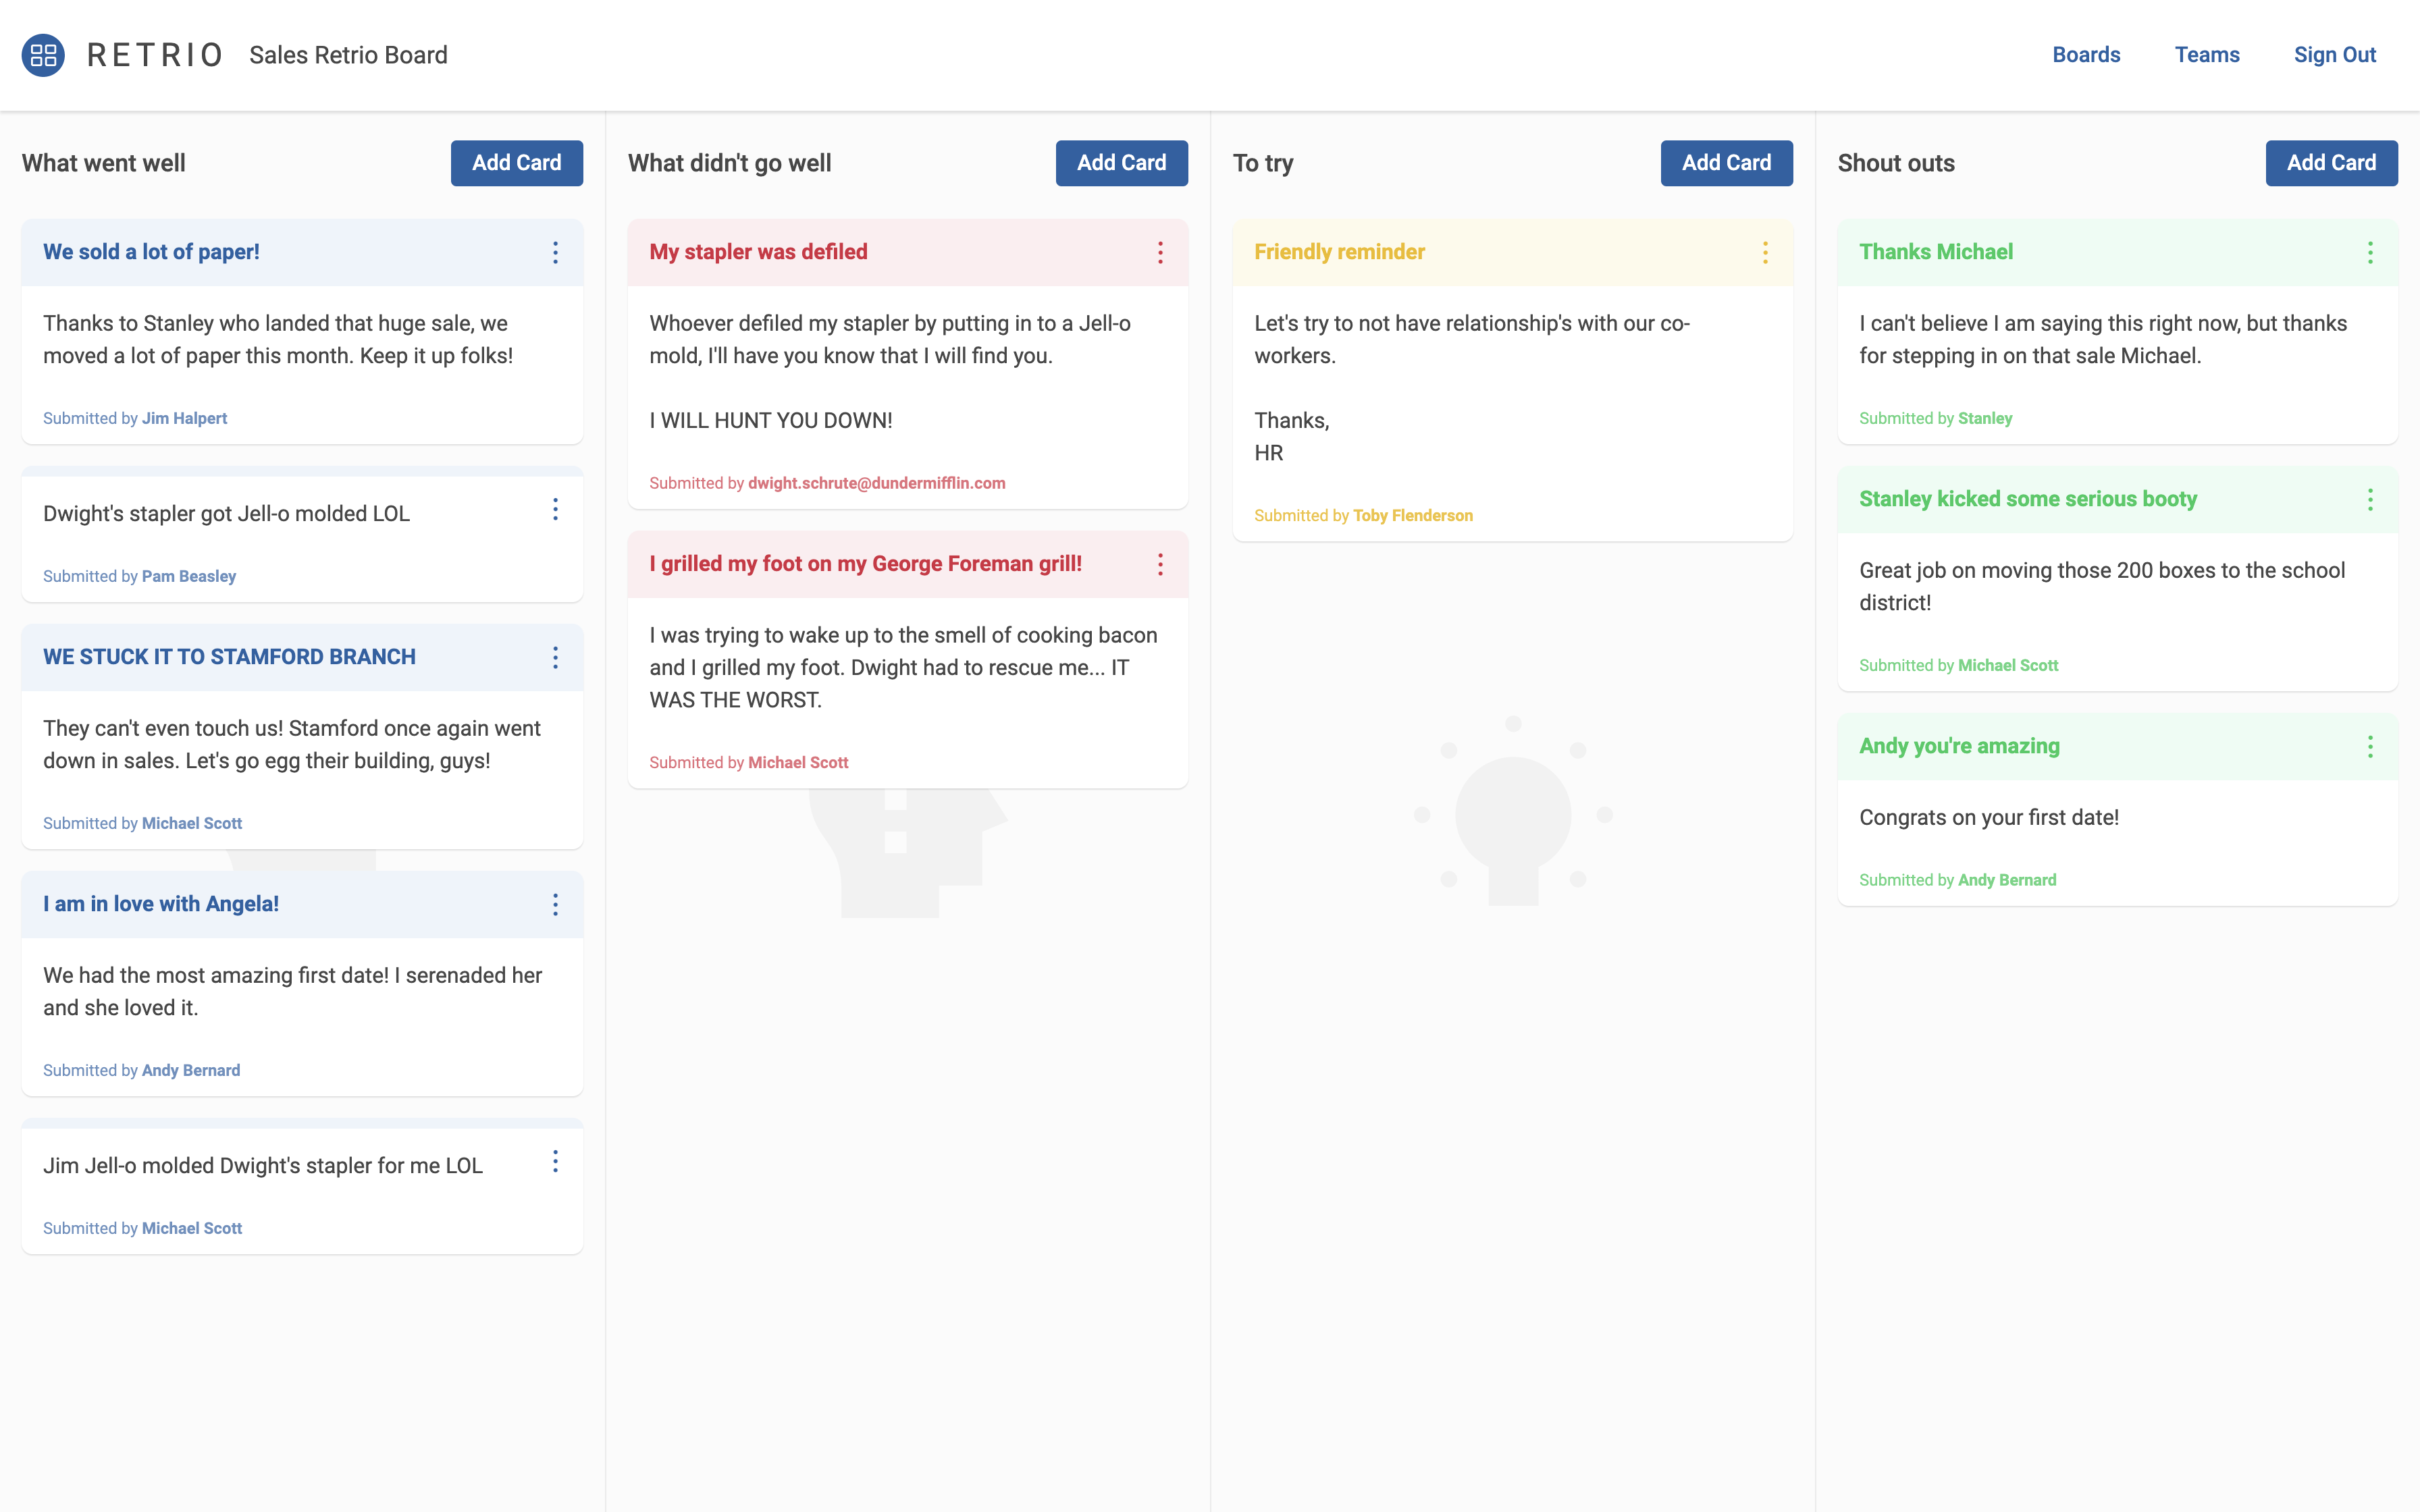 RETRIO Sales Retrio Board Boards Teams Sign Out
What went well Add Card
We sold a lot of paper!
Thanks to Stanley who landed that huge sale, we
moved a lot of paper this month. Keep it up folks!
Submitted by Jim Halpert
Dwight's stapler got Jell-o molded LOL
Submitted by Pam Beasley
WE STUCK IT TO STAMFORD BRANCH
They can't even touch us! Stamford once again went
down in sales. Let's go egg their building, guys!
Submitted by Michael Scott
I am in love with Angela!
We had the most amazing first date! I serenaded her
and she loved it.
Submitted by Andy Bernard
Jim Jell-o molded Dwight's stapler for me LOL
Submitted by Michael Scott
What didn't go well Add Card
My stapler was defiled
Whoever defiled my stapler by putting in to a Jell-o
mold, I'll have you know that I will find you.
I WILL HUNT YOU DOWN!
Submitted by dwight.schrute@dundermifflin.com
I grilled my foot on my George Foreman grill!
I was trying to wake up to the smell of cooking bacon
and I grilled my foot. Dwight had to rescue me... IT
WAS THE WORST.
Submitted by Michael Scott
To try Add Card
Friendly reminder
Let's try to not have relationship's with our co-
workers.
Thanks,
HR
Submitted by Toby Flenderson
Shout outs Add Card
Thanks Michael
I can't believe I am saying this right now, but thanks
for stepping in on that sale Michael.
Submitted by Stanley
Stanley kicked some serious booty
Great job on moving those 200 boxes to the school
district!
Submitted by Michael Scott
Andy you're amazing
Congrats on your first date!
Submitted by Andy Bernard